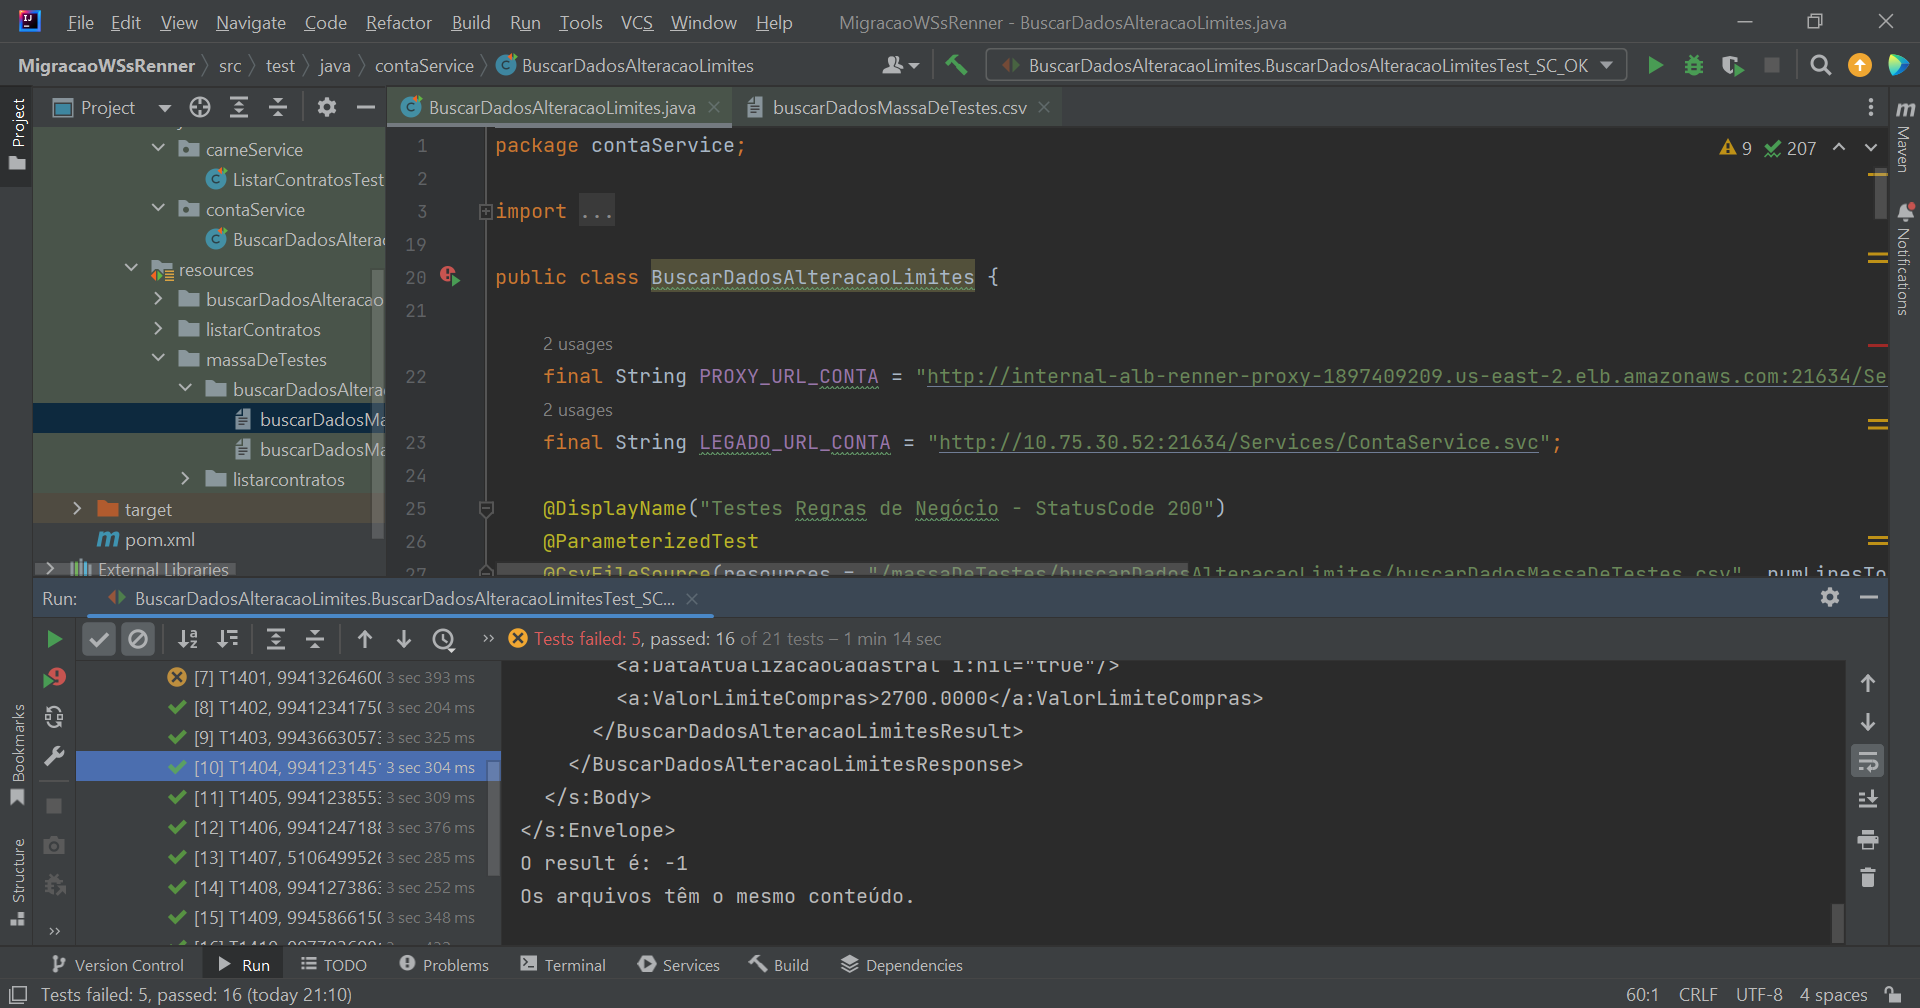 File Edit View Navigate Code Refactor Build Run Tools VCS Window Help MigracaoWSsRenner - BuscarDadosAlteracaoLimites.java
MigracaoWSsRenner src test java contaService BuscarDadosAlteracaoLimites BuscarDadosAlteracaoLimites.BuscarDadosAlteracaoLimitesTest_SC_OK
Project
Project
BuscarDadosAlteracaoLimites.java
buscarDadosMassaDeTestes.csv
carneService
ListarContratosTest
contaService
BuscarDadosAltera
resources
buscarDadosAlteracao
listarContratos
massaDeTestes
buscarDadosAltera
buscarDadosMa
buscarDadosMa
listarcontratos
target
pom.xml
External Libraries
1 package contaService;
2
3 import ...
19
20 public class BuscarDadosAlteracaoLimites {
21
2 usages
22 final String PROXY_URL_CONTA = "http://internal-alb-renner-proxy-1897409209.us-east-2.elb.amazonaws.com:21634/Se
2 usages
23 final String LEGADO_URL_CONTA = "http://10.75.30.52:21634/Services/ContaService.svc";
24
25 @DisplayName("Testes Regras de Negócio - StatusCode 200")
26 @ParameterizedTest
27 @CsvFileSource(resources = "/massaDeTestes/buscarDadosAlteracaoLimites/buscarDadosMassaDeTestes.csv", numLinesTo
9 207
Maven
Notifications
Run: BuscarDadosAlteracaoLimites.BuscarDadosAlteracaoLimitesTest_SC...
Tests failed: 5, passed: 16 of 21 tests – 1 min 14 sec
[7] T1401, 9941326460 3 sec 393 ms
[8] T1402, 9941234175 3 sec 204 ms
[9] T1403, 9943663057 3 sec 325 ms
[10] T1404, 994123145 3 sec 304 ms
[11] T1405, 994123855 3 sec 309 ms
[12] T1406, 994124718 3 sec 376 ms
[13] T1407, 510649952 3 sec 285 ms
[14] T1408, 994127386 3 sec 252 ms
[15] T1409, 994586615 3 sec 348 ms
<a:DataAtualizacaoCadastral i:nil="true"/>
<a:ValorLimiteCompras>2700.0000</a:ValorLimiteCompras>
</BuscarDadosAlteracaoLimitesResult>
</BuscarDadosAlteracaoLimitesResponse>
</s:Body>
</s:Envelope>
O result é: -1
Os arquivos têm o mesmo conteúdo.
Bookmarks
Structure
Version Control Run TODO Problems Terminal Services Build Dependencies
Tests failed: 5, passed: 16 (today 21:10) 60:1 CRLF UTF-8 4 spaces